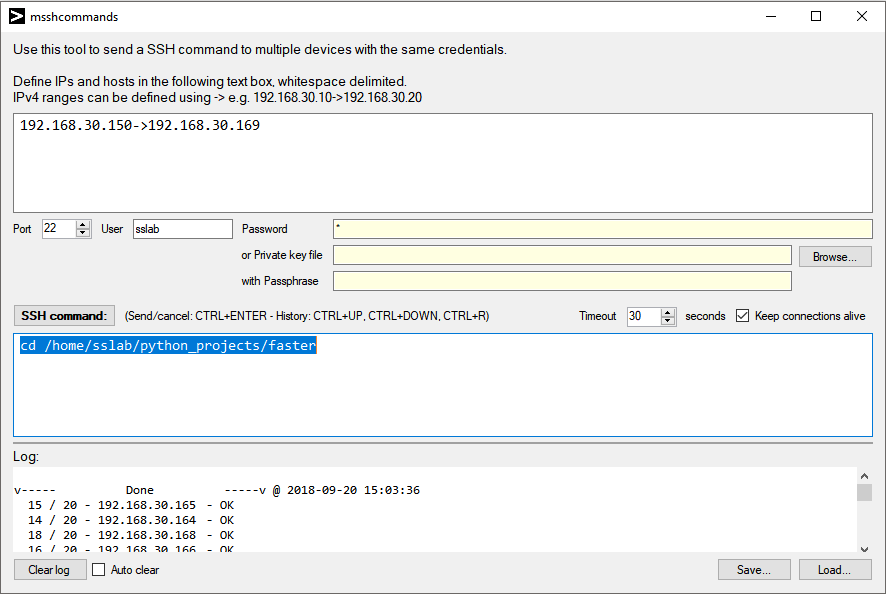 msshcommands
Use this tool to send a SSH command to multiple devices with the same credentials.
Define IPs and hosts in the following text box, whitespace delimited.
IPv4 ranges can be defined using -> e.g. 192.168.30.10->192.168.30.20
192.168.30.150->192.168.30.169
Port 22 User sslab Password *
or Private key file Browse...
with Passphrase
SSH command: (Send/cancel: CTRL+ENTER - History: CTRL+UP, CTRL+DOWN, CTRL+R) Timeout 30 seconds Keep connections alive
cd /home/sslab/python_projects/faster
Log:
v----- Done -----v @ 2018-09-20 15:03:36
15 / 20 - 192.168.30.165 - OK
14 / 20 - 192.168.30.164 - OK
18 / 20 - 192.168.30.168 - OK
16 / 20 - 192.168.30.166 - OK
Clear log Auto clear Save... Load...